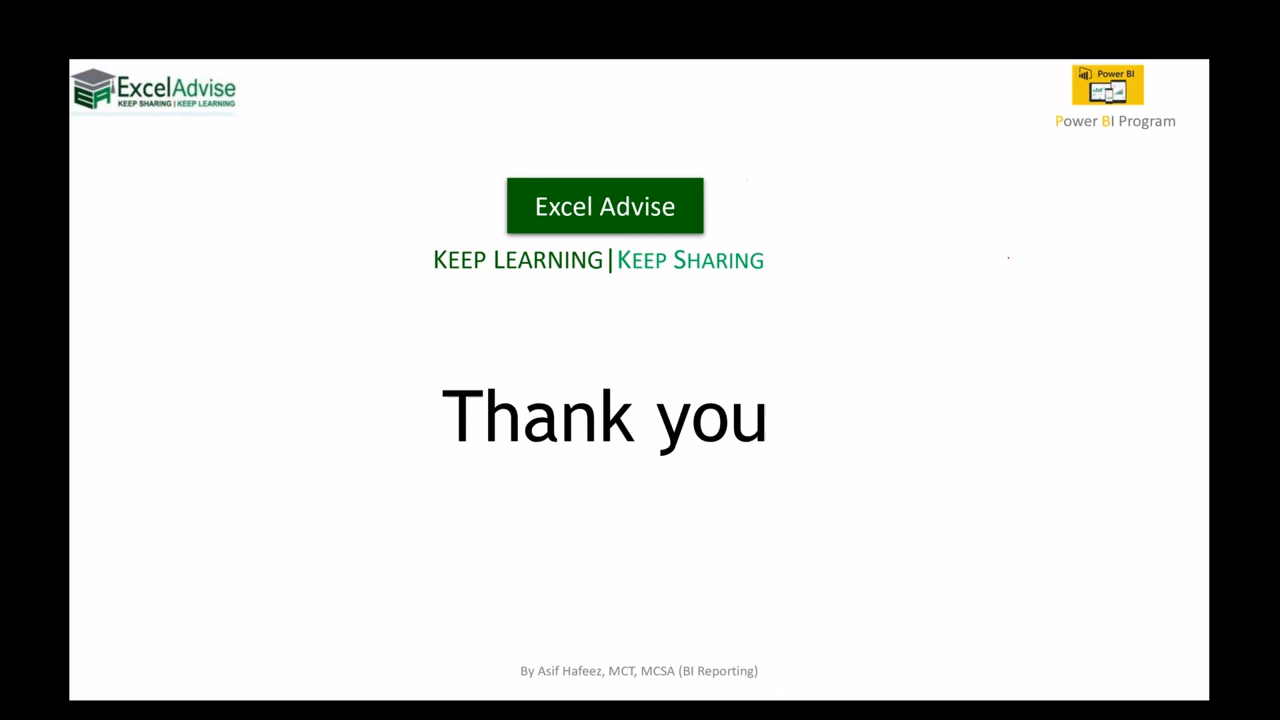 ExcelAdvise
KEEP SHARING | KEEP LEARNING
Power BI
Power BI Program
Excel Advise
KEEP LEARNING|KEEP SHARING
Thank you
By Asif Hafeez, MCT, MCSA (BI Reporting)